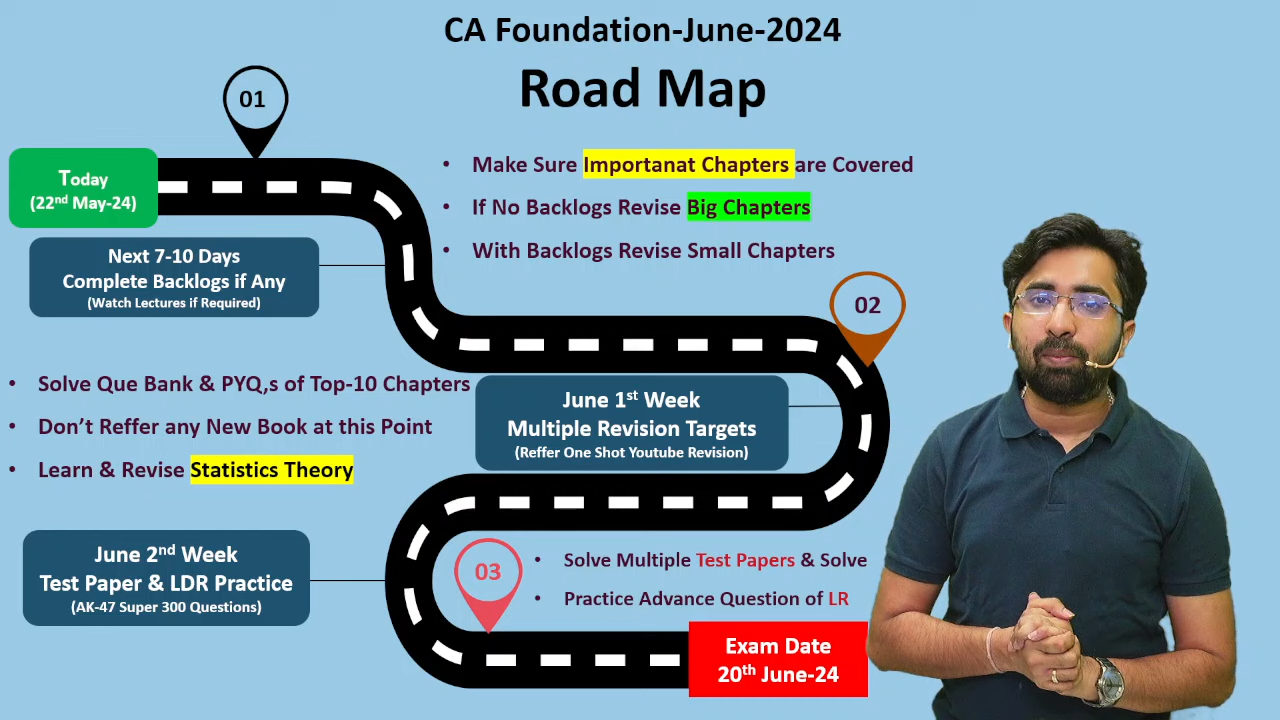 CA Foundation-June-2024
Road Map
01
Today
(22nd May-24)
• Make Sure Importanat Chapters are Covered
• If No Backlogs Revise Big Chapters
• With Backlogs Revise Small Chapters
Next 7-10 Days
Complete Backlogs if Any
(Watch Lectures if Required)
02
• Solve Que Bank & PYQ,s of Top-10 Chapters
• Don't Reffer any New Book at this Point
• Learn & Revise Statistics Theory
June 1st Week
Multiple Revision Targets
(Reffer One Shot Youtube Revision)
June 2nd Week
Test Paper & LDR Practice
(AK-47 Super 300 Questions)
03
• Solve Multiple Test Papers & Solve
• Practice Advance Question of LR
Exam Date
20th June-24